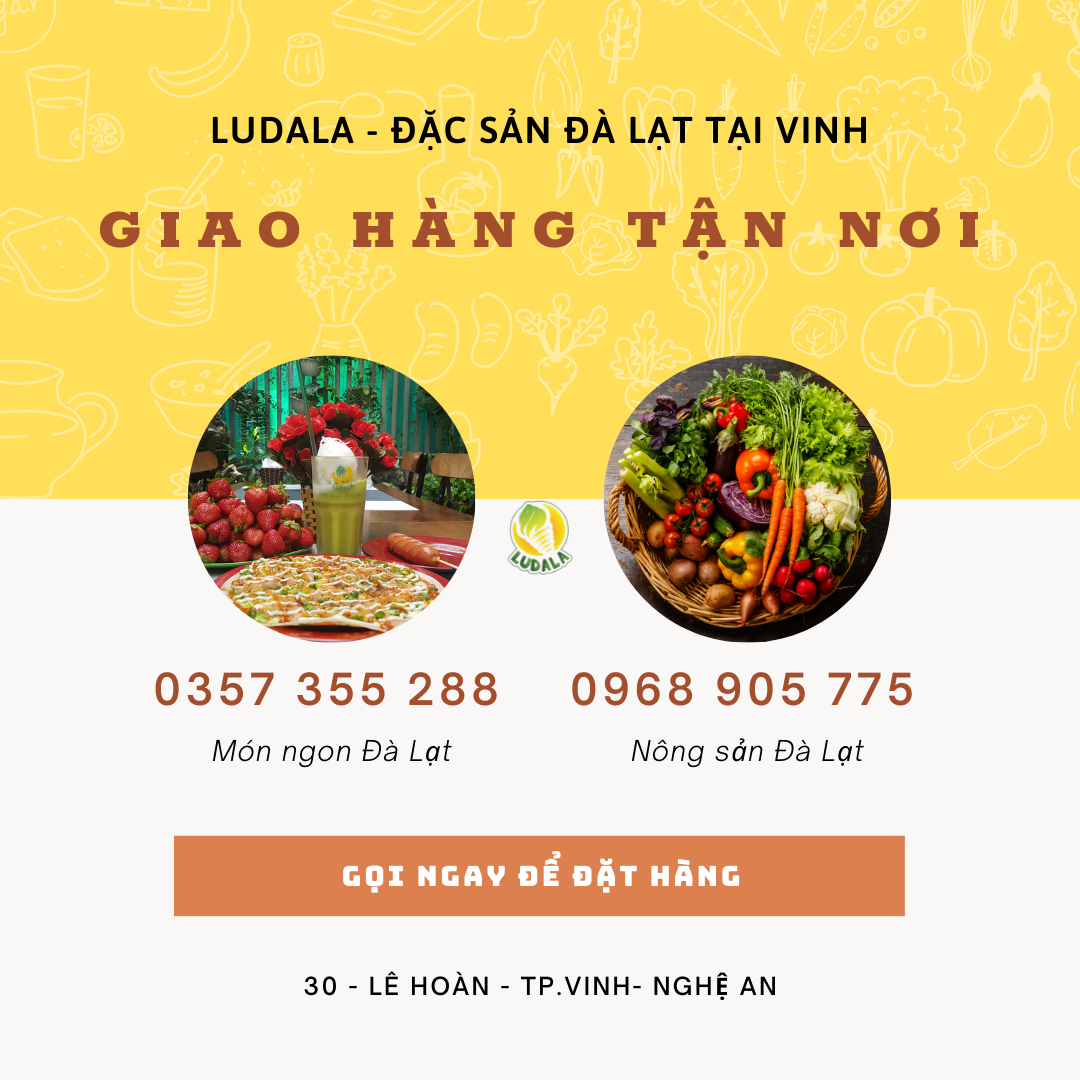 LUDALA - ĐẶC SẢN ĐÀ LẠT TẠI VINH
GIAO HÀNG TẬN NƠI
LUDALA
0357 355 288
Món ngon Đà Lạt
0968 905 775
Nông sản Đà Lạt
GỌI NGAY ĐỂ ĐẶT HÀNG
30 - LÊ HOÀN - TP.VINH- NGHỆ AN